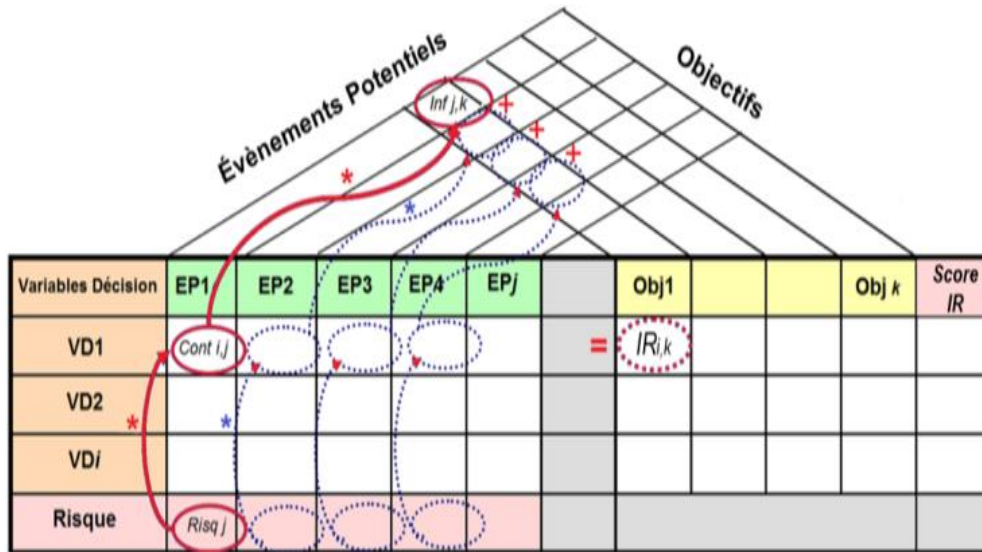 Évènements Potentiels
Objectifs
Inf j,k
+
+
+
*
*
Variables Décision EP1 EP2 EP3 EP4 EPj Obj1 Obj k Score IR
VD1 Cont i,j = IRi,k
VD2
* *
VDi
Risque Risq j